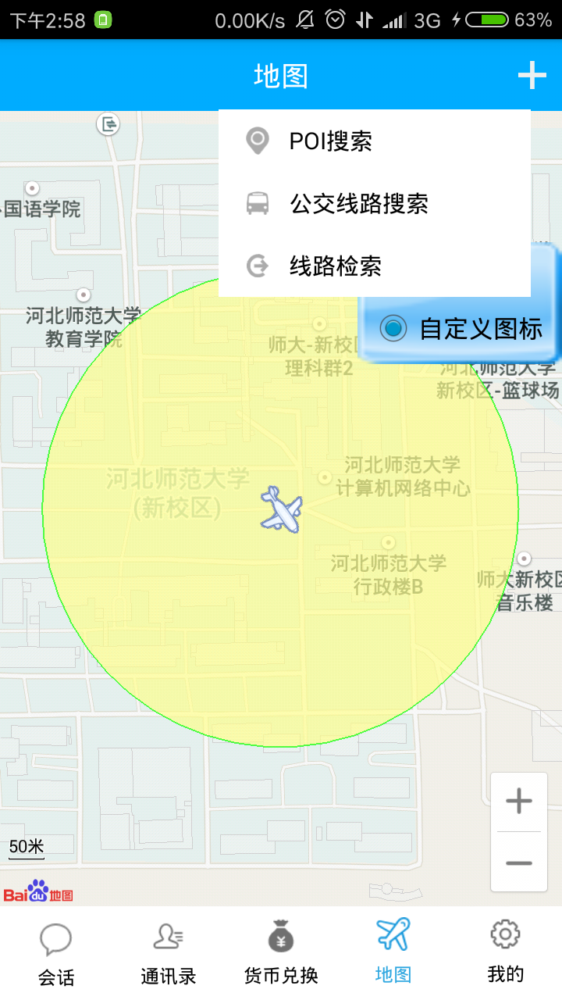 下午2:58
0.00K/s 3G 63%
地图
POI搜索
公交线路搜索
线路检索
国语学院
自定义图标
河北师范大学
教育学院
师大-新校
理科群2
河北师范大学
新校区-篮球场
河北师范大学
(新校区)
河北师范大学
计算机网络中心
河北师范大学
行政楼B
师大新校区
音乐楼
50米
Baidu地图
会话
通讯录
¥
货币兑换
地图
我的